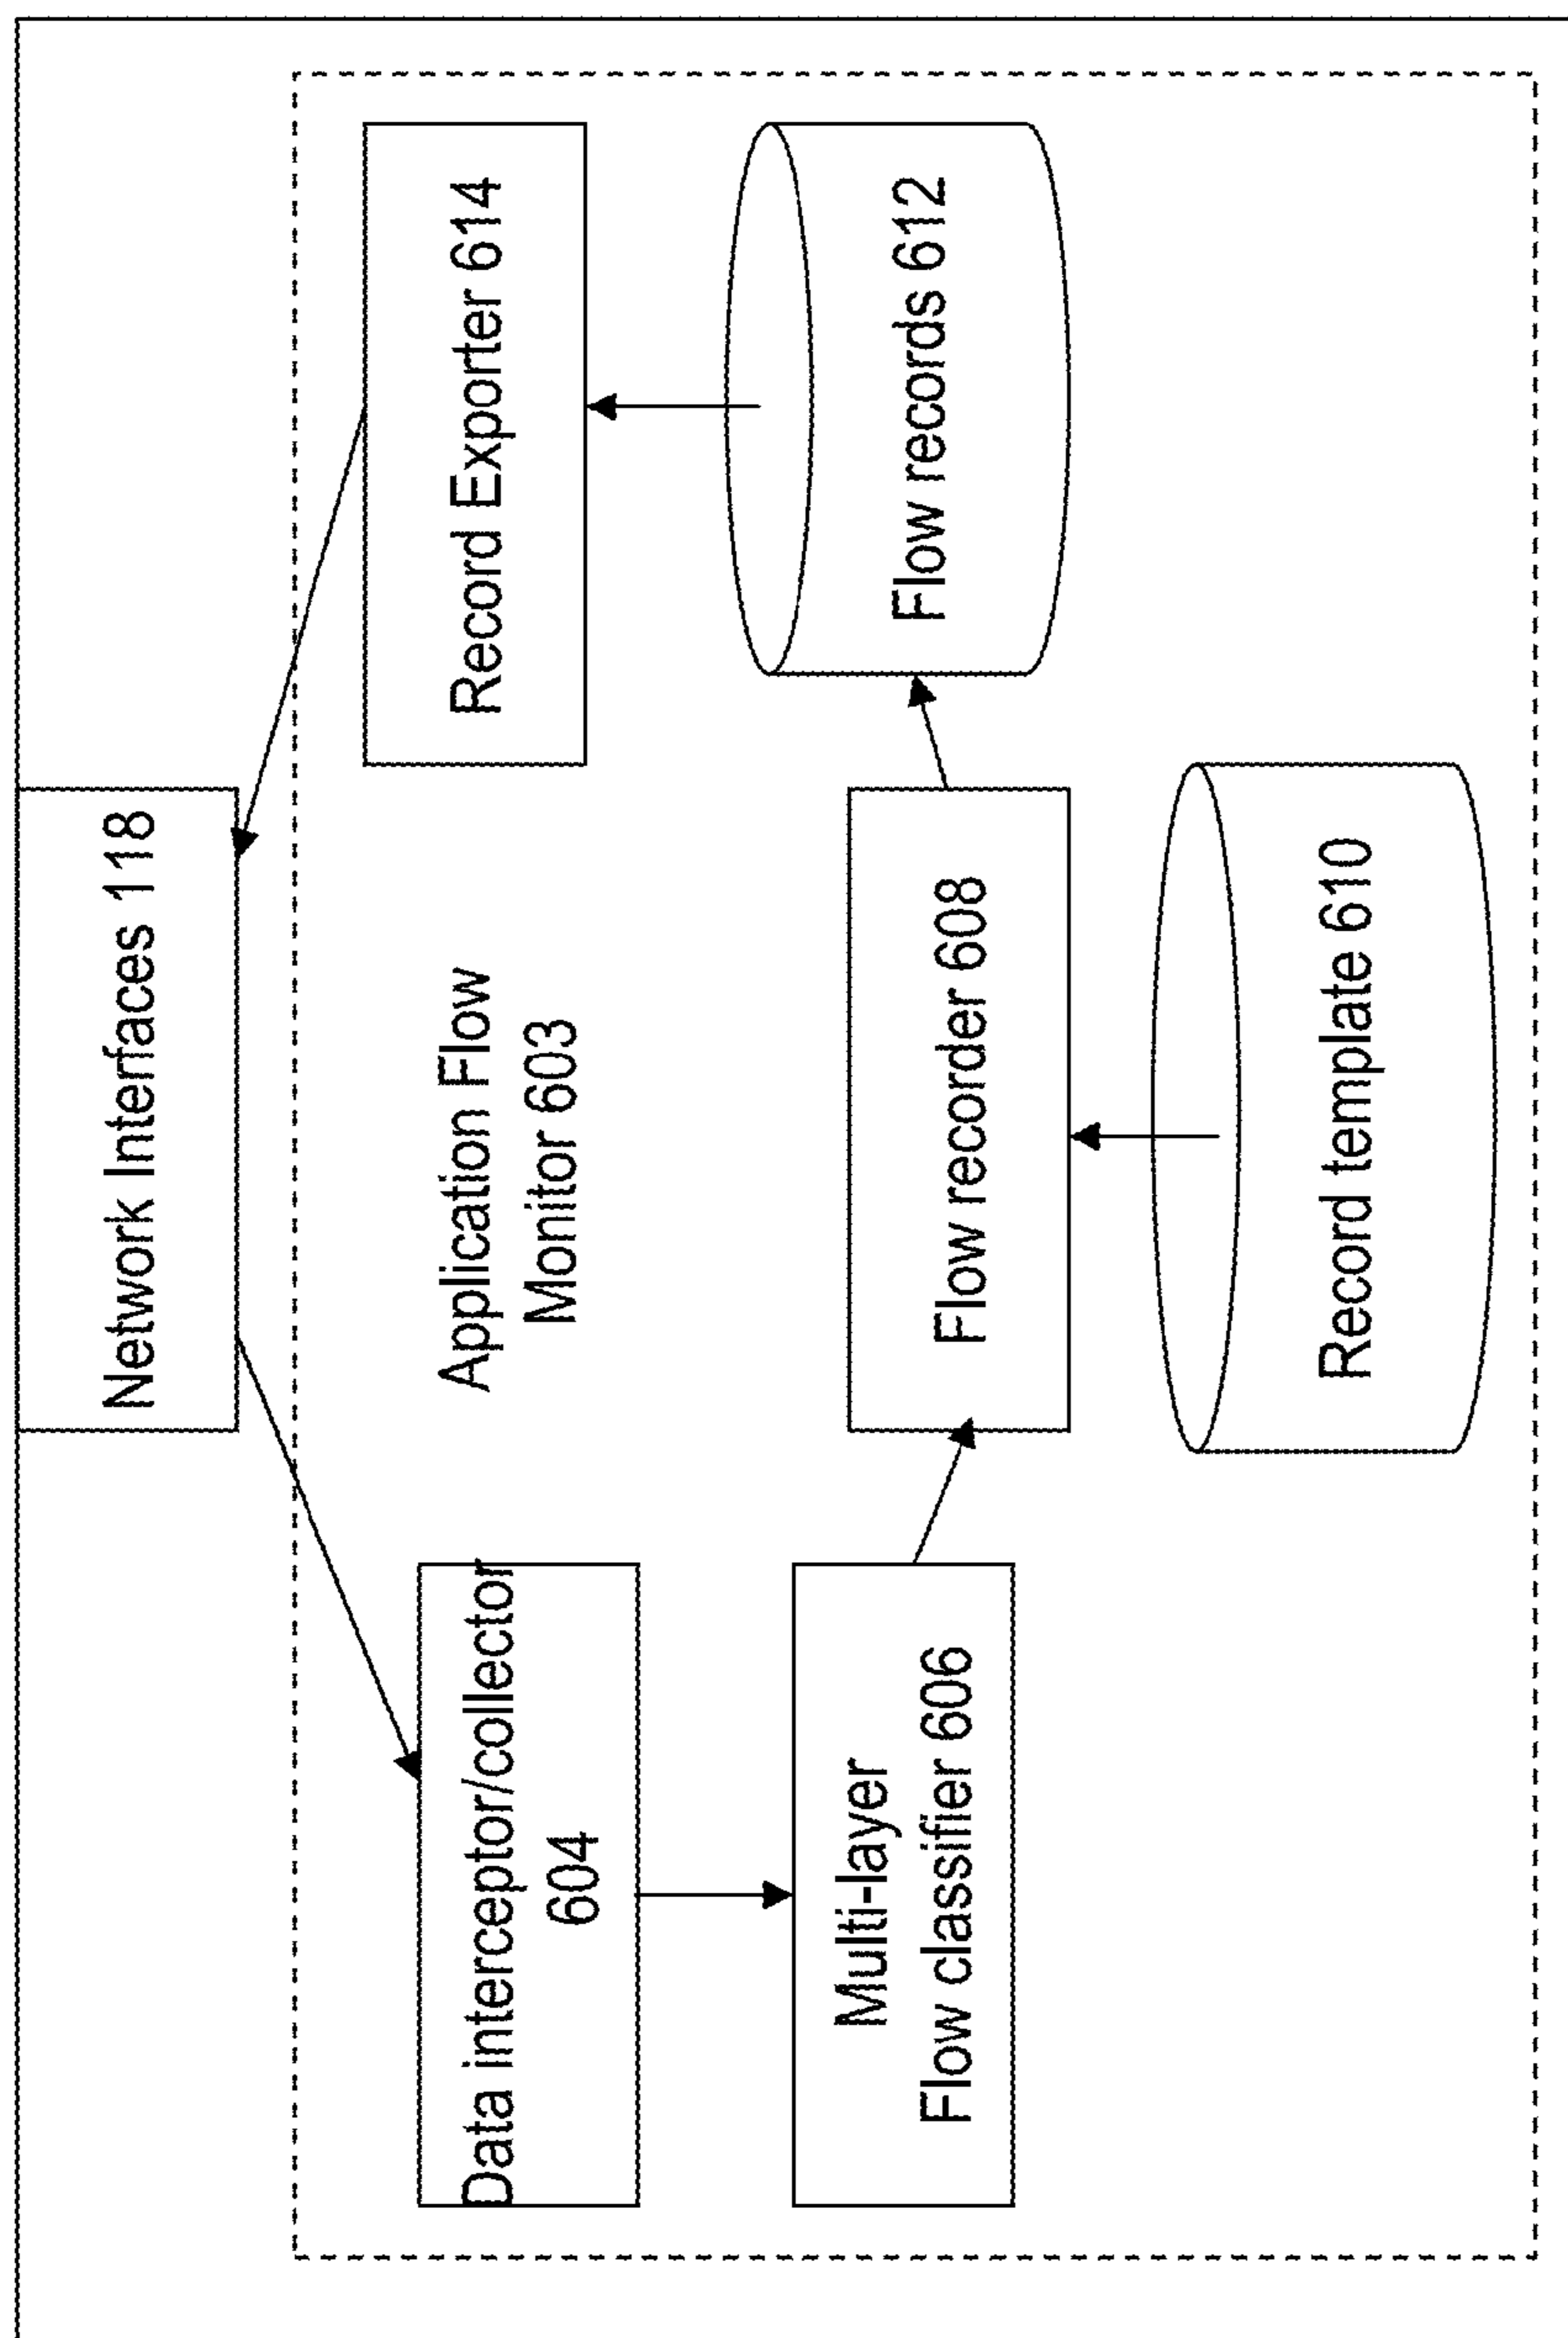 Network Interfaces 118
Application Flow
Monitor 603
Data interceptor/collector
604
Record Exporter 614
Multi-layer
Flow classifier 606
Flow recorder 608
Flow records 612
Record template 610